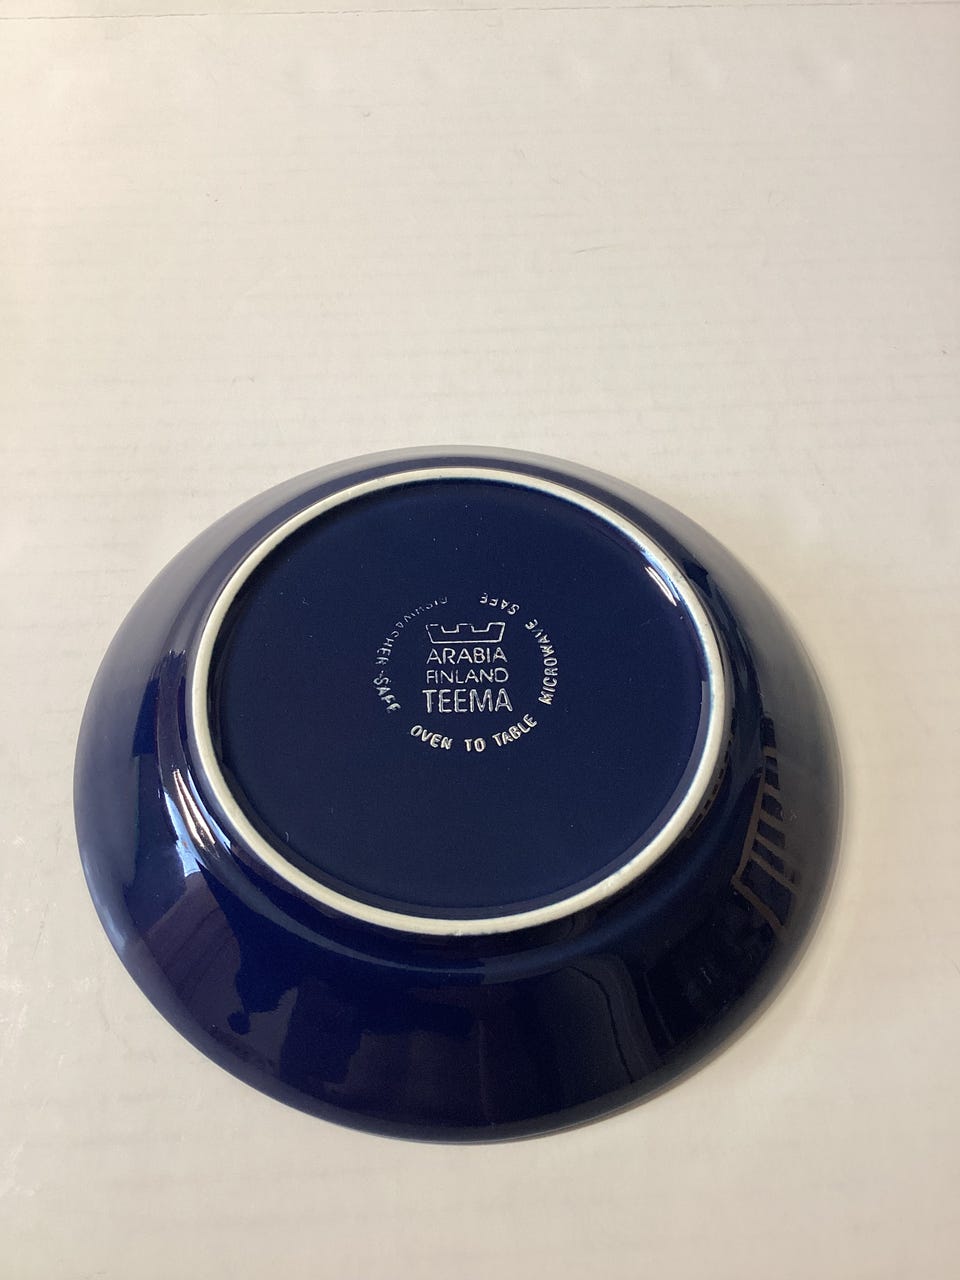 ARABIA
FINLAND
TEEMA
DISHWASHER-SAFE
OVEN TO TABLE
MICROWAVE SAFE